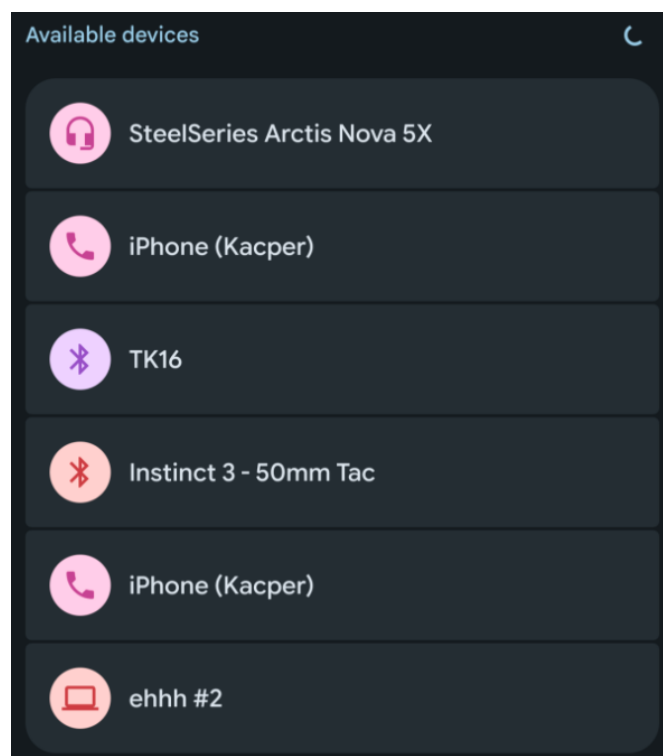 Available devices
SteelSeries Arctis Nova 5X
iPhone (Kacper)
TK16
Instinct 3 - 50mm Tac
iPhone (Kacper)
ehhh #2